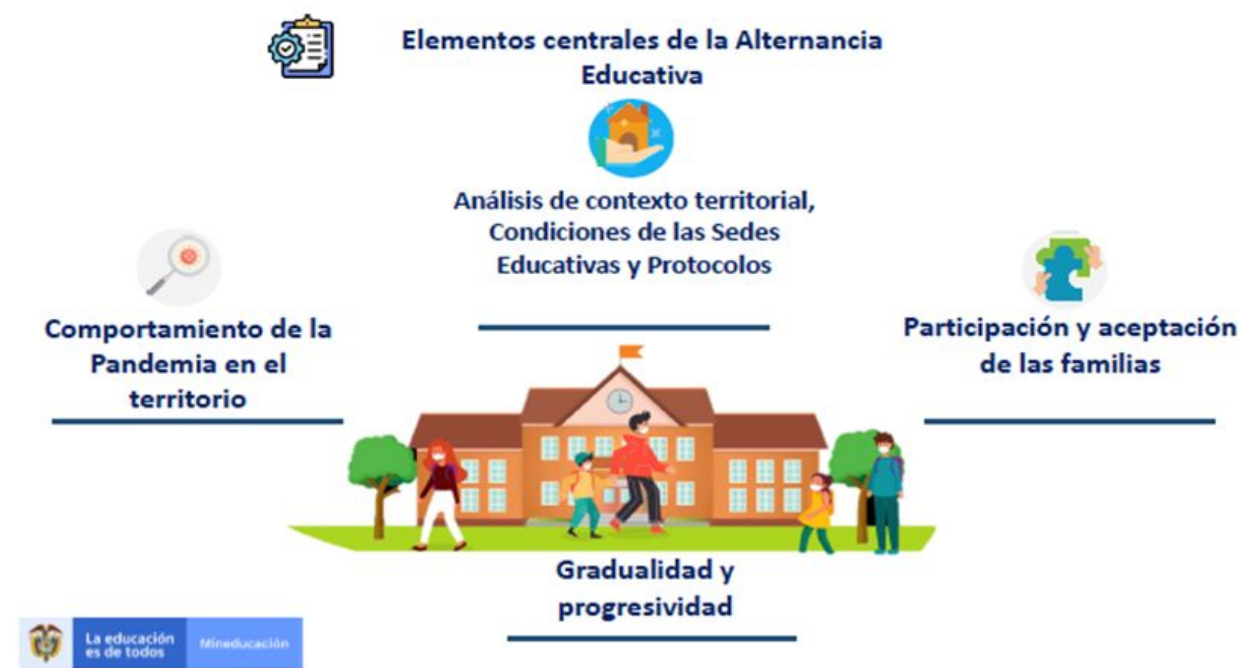 Elementos centrales de la Alternancia
Educativa
Análisis de contexto territorial,
Condiciones de las Sedes
Educativas y Protocolos
Comportamiento de la
Pandemia en el
territorio
Participación y aceptación
de las familias
Gradualidad y
progresividad
La educación
es de todos
Mineducación